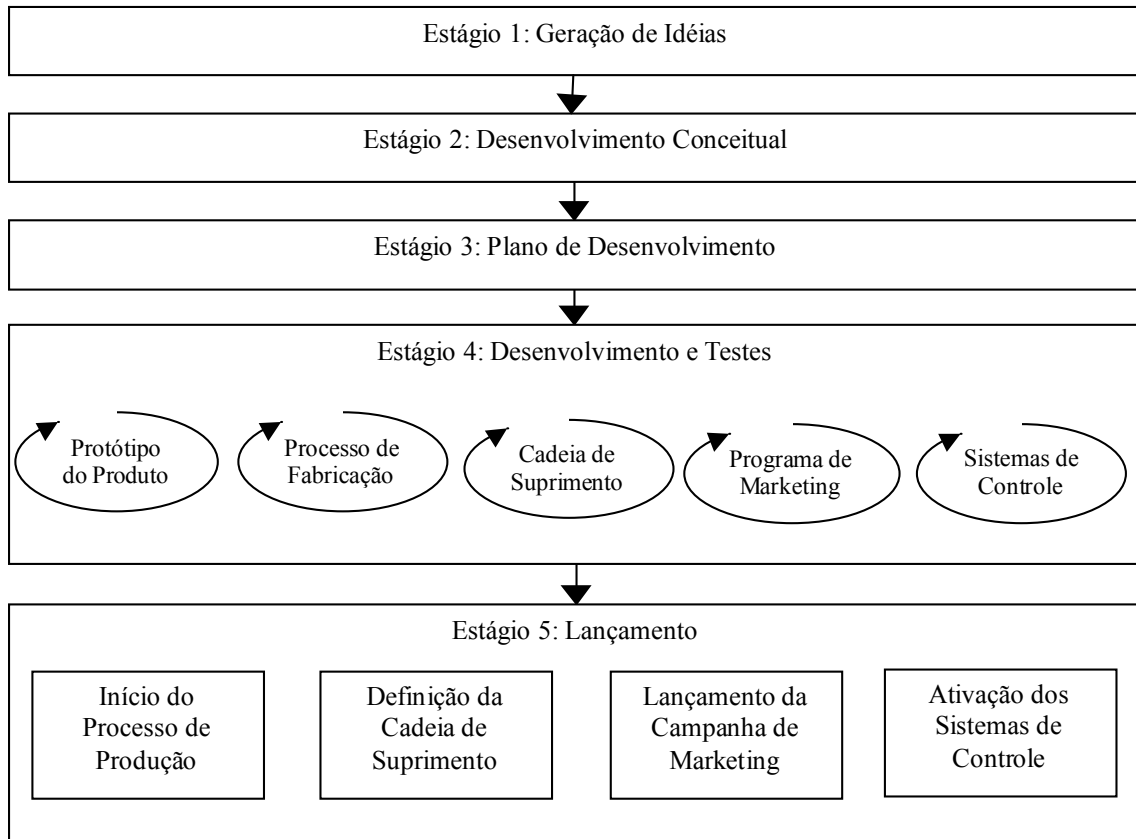 Estágio 1: Geração de Idéias
Estágio 2: Desenvolvimento Conceitual
Estágio 3: Plano de Desenvolvimento
Estágio 4: Desenvolvimento e Testes
Protótipo
do Produto
Processo de
Fabricação
Cadeia de
Suprimento
Programa de
Marketing
Sistemas de
Controle
Estágio 5: Lançamento
Início do
Processo de
Produção
Definição da
Cadeia de
Suprimento
Lançamento da
Campanha de
Marketing
Ativação dos
Sistemas de
Controle